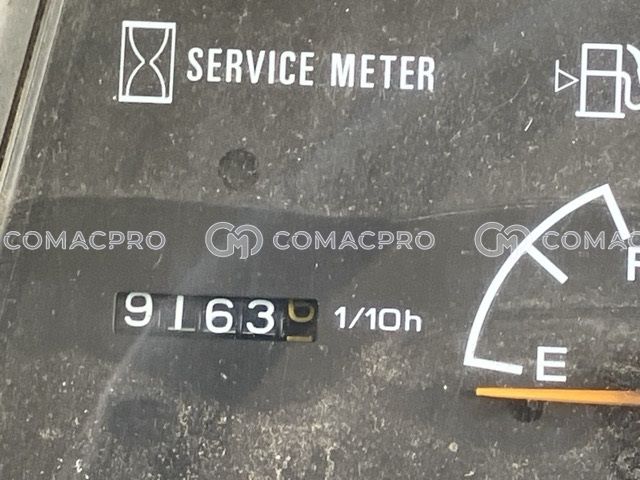 SERVICE METER
COMACPRO COMACPRO COMACPRO
9163 1/10h
F
E